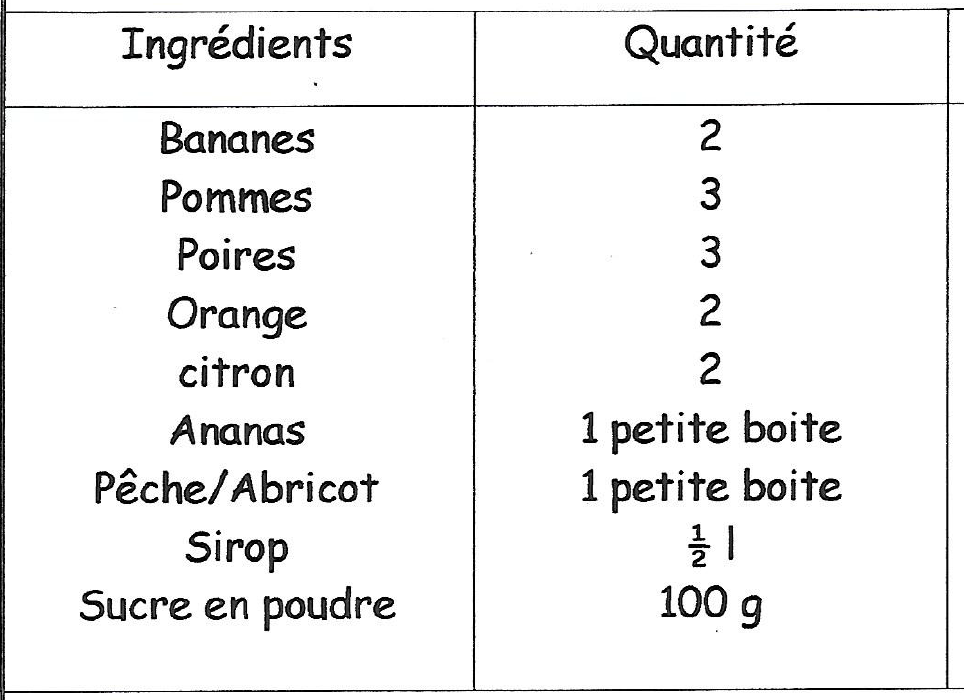 Ingrédients Quantité
Bananes 2
Pommes 3
Poires 3
Orange 2
citron 2
Ananas 1 petite boite
Pêche/Abricot 1 petite boite
Sirop ½ l
Sucre en poudre 100 g